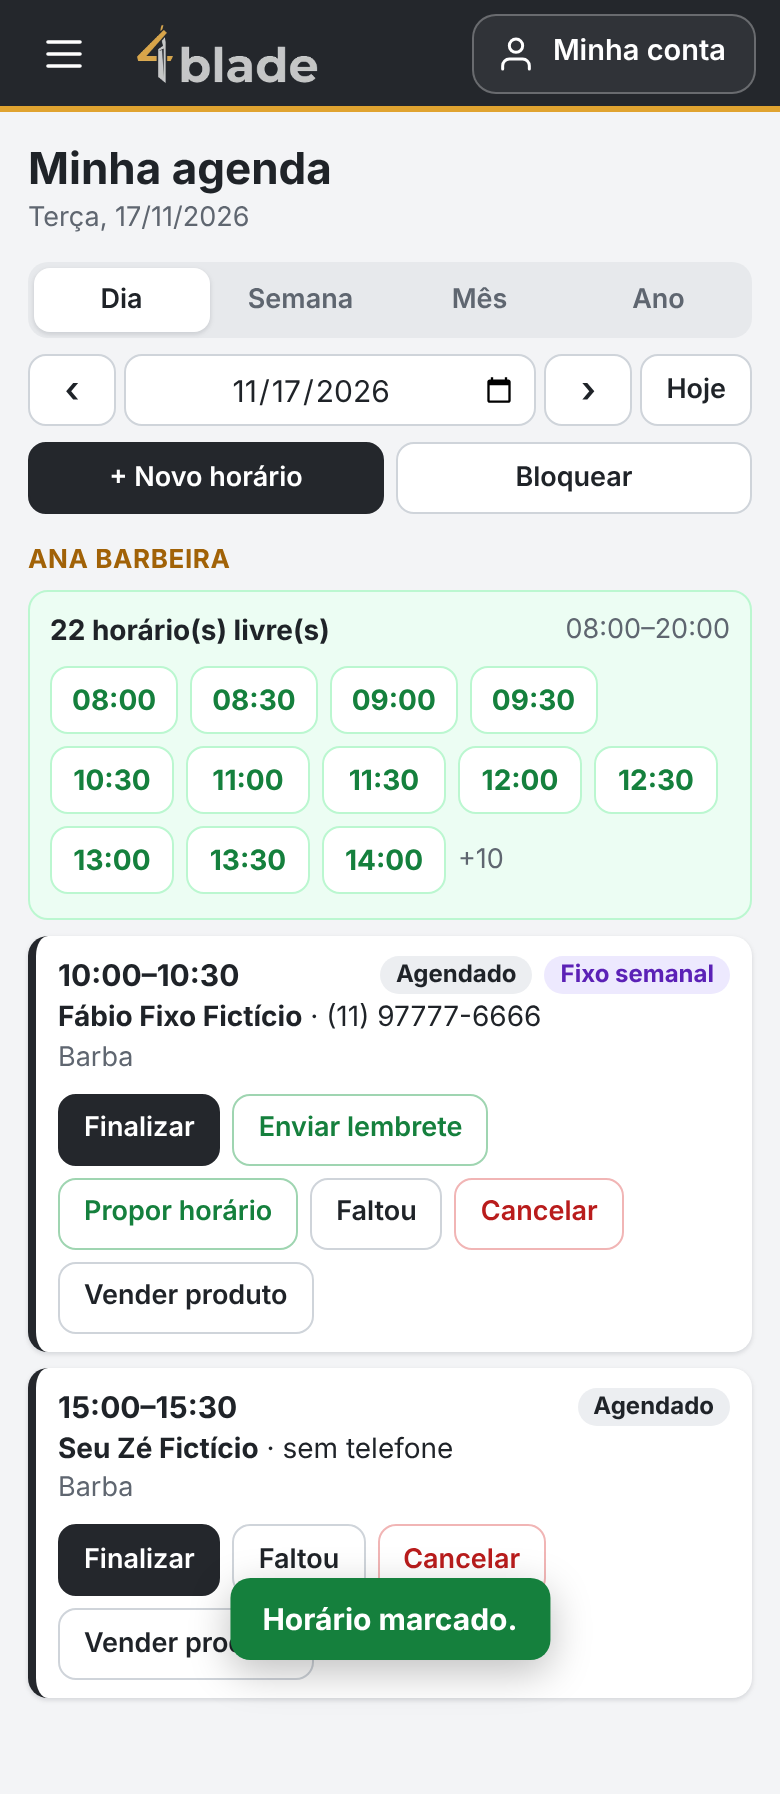 4blade
Minha conta
Minha agenda
Terça, 17/11/2026
Dia Semana Mês Ano
‹ 11/17/2026 › Hoje
+ Novo horário Bloquear
ANA BARBEIRA
22 horário(s) livre(s) 08:00–20:00
08:00 08:30 09:00 09:30
10:30 11:00 11:30 12:00 12:30
13:00 13:30 14:00 +10
10:00–10:30 Agendado Fixo semanal
Fábio Fixo Fictício · (11) 97777-6666
Barba
Finalizar Enviar lembrete
Propor horário Faltou Cancelar
Vender produto
15:00–15:30 Agendado
Seu Zé Fictício · sem telefone
Barba
Finalizar Faltou Cancelar
Horário marcado.
Vender